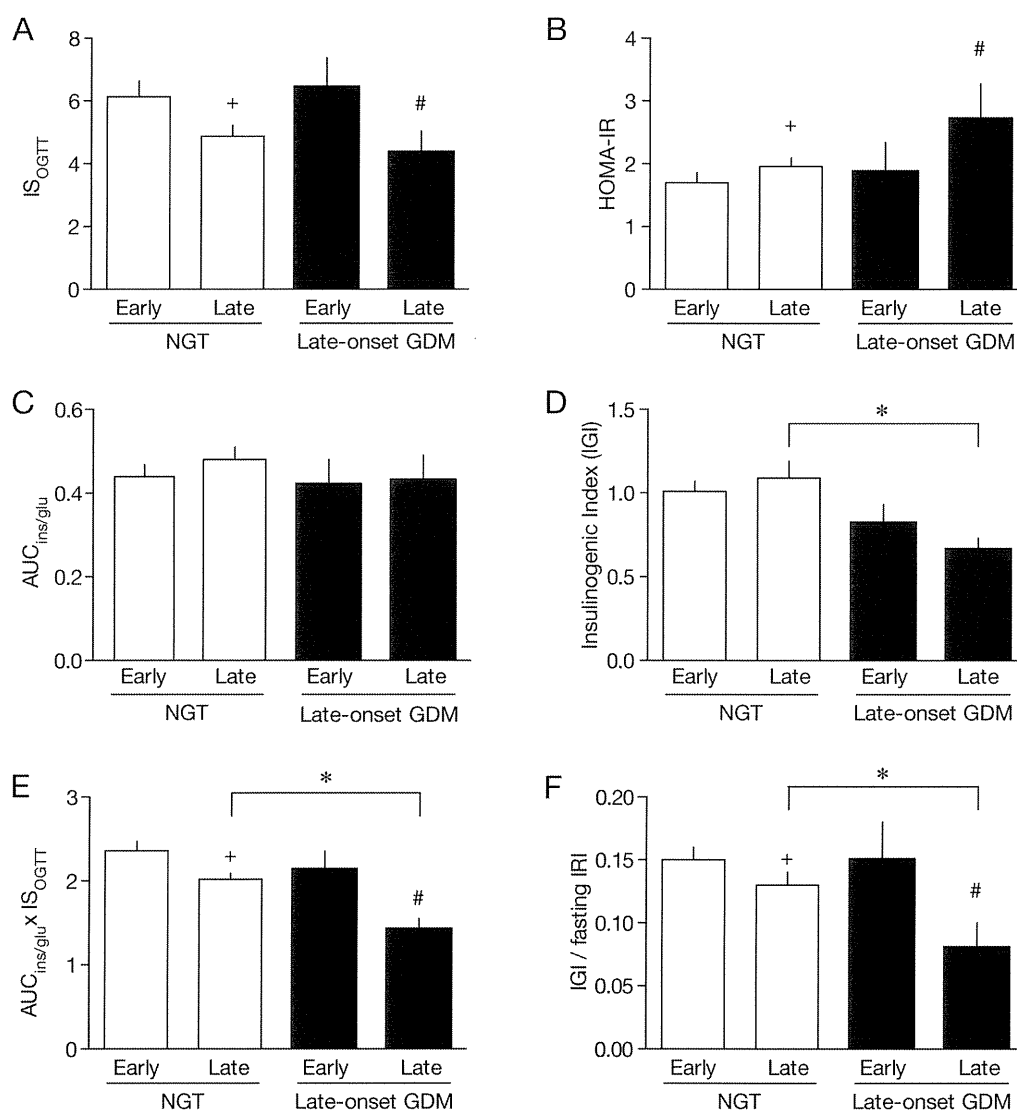 A
B
8
6
4
2
0
IS_OGTT
+
#
Early Late Early Late
NGT Late-onset GDM
4
3
2
1
0
HOMA-IR
+
#
Early Late Early Late
NGT Late-onset GDM
C
D
0.6
0.4
0.2
0.0
AUC_ins/glu
Early Late Early Late
NGT Late-onset GDM
1.5
1.0
0.5
0.0
Insulinogenic Index (IGI)
*
Early Late Early Late
NGT Late-onset GDM
E
F
3
2
1
0
AUC_ins/glu x IS_OGTT
*
+
#
Early Late Early Late
NGT Late-onset GDM
0.20
0.15
0.10
0.05
0.00
IGI / fasting IRI
*
+
#
Early Late Early Late
NGT Late-onset GDM